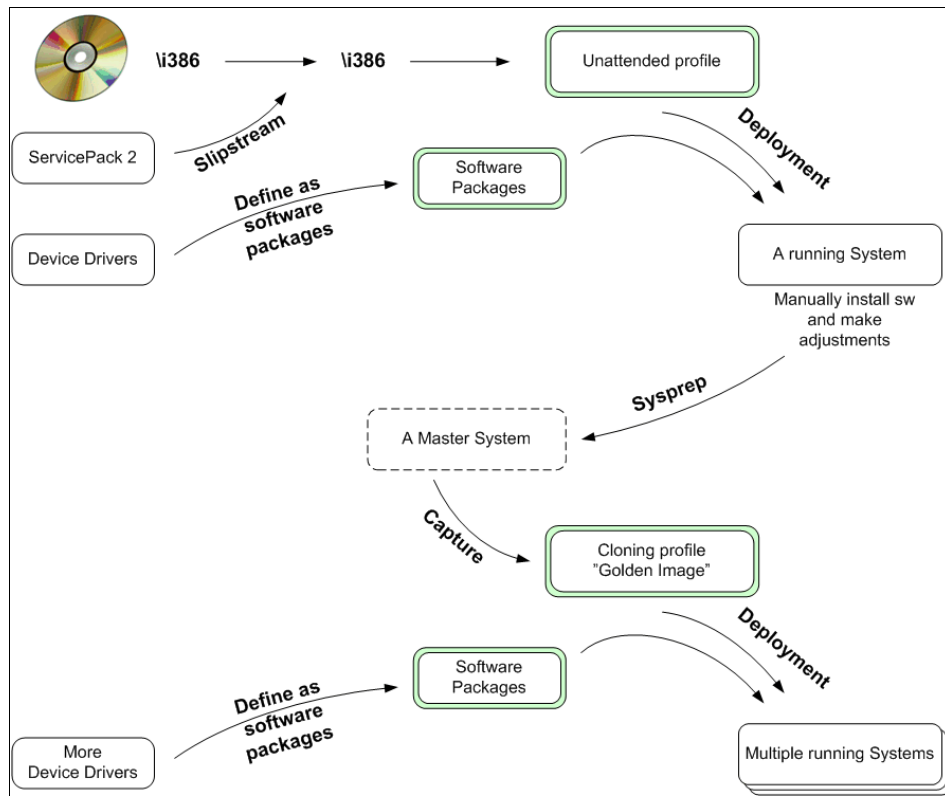 \i386
\i386
Unattended profile
ServicePack 2
Slipstream
Deployment
Software
Packages
Define as
software
packages
Device Drivers
A running System
Manually install sw
and make
adjustments
Sysprep
A Master System
Capture
Cloning profile
"Golden Image"
Deployment
Software
Packages
Define as
software
packages
More
Device Drivers
Multiple running Systems